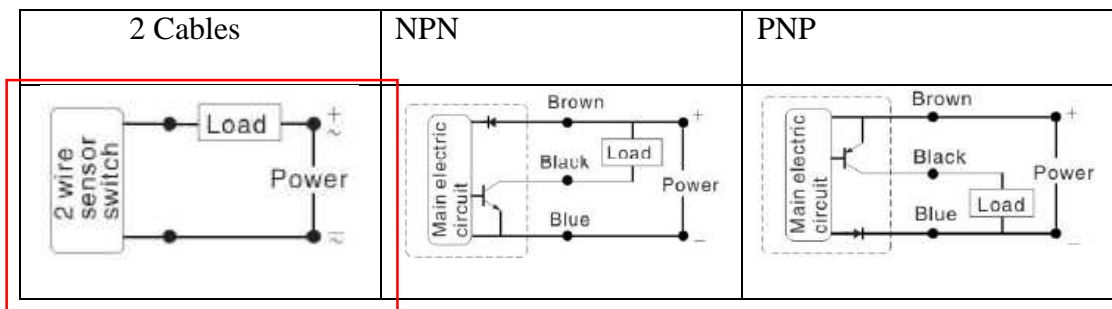 2 Cables
NPN
PNP
2 wire
sensor
switch
Load
+
~
Power
~
−
Main electric
circuit
Brown
Black
Blue
Load
+
Power
−
Main electric
circuit
Brown
Black
Blue
Load
+
Power
−